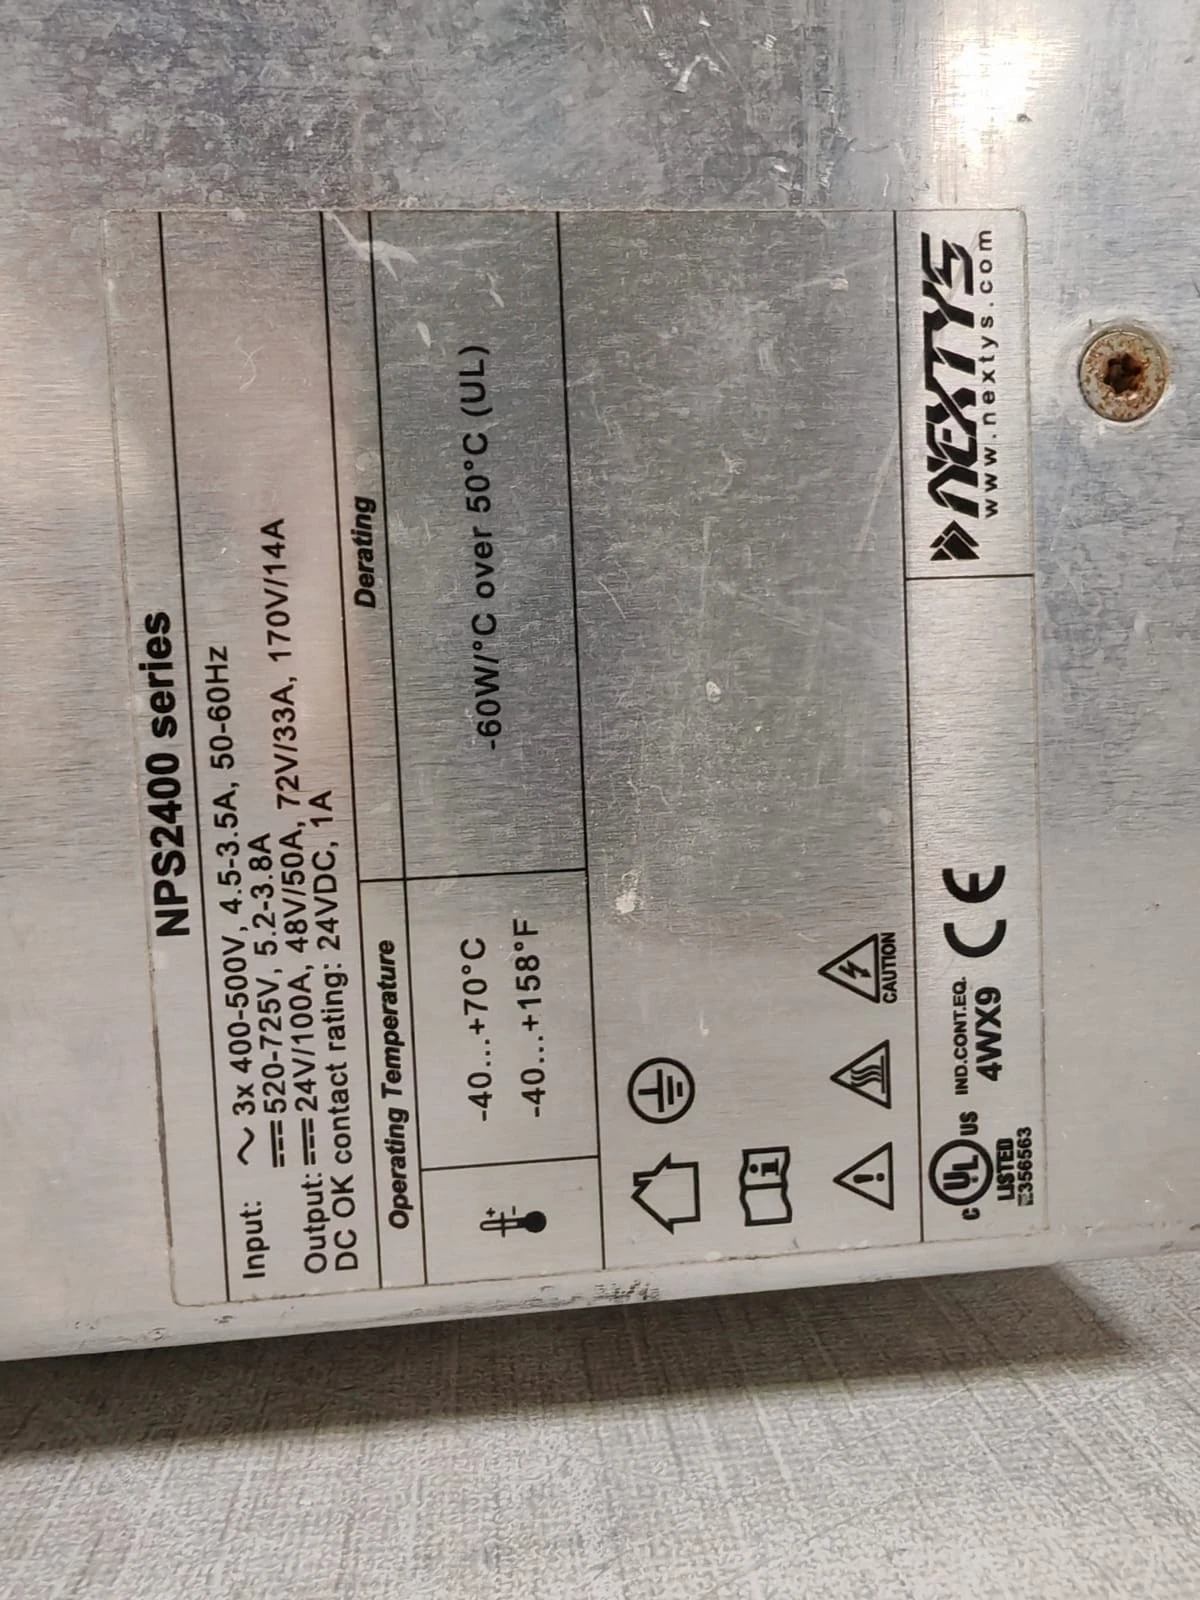 NPS2400 series
Input: ～ 3x 400-500V, 4.5-3.5A, 50-60Hz
520-725V, 5.2-3.8A
Output: 24V/100A, 48V/50A, 72V/33A, 170V/14A
DC OK contact rating: 24VDC, 1A
Operating Temperature
Derating
-40...+70°C
-40...+158°F
-60W/°C over 50°C (UL)
CAUTION
C UL US
LISTED
E356563
IND.CONT.EQ.
4WX9
CE
NEXTYS
www.nextys.com